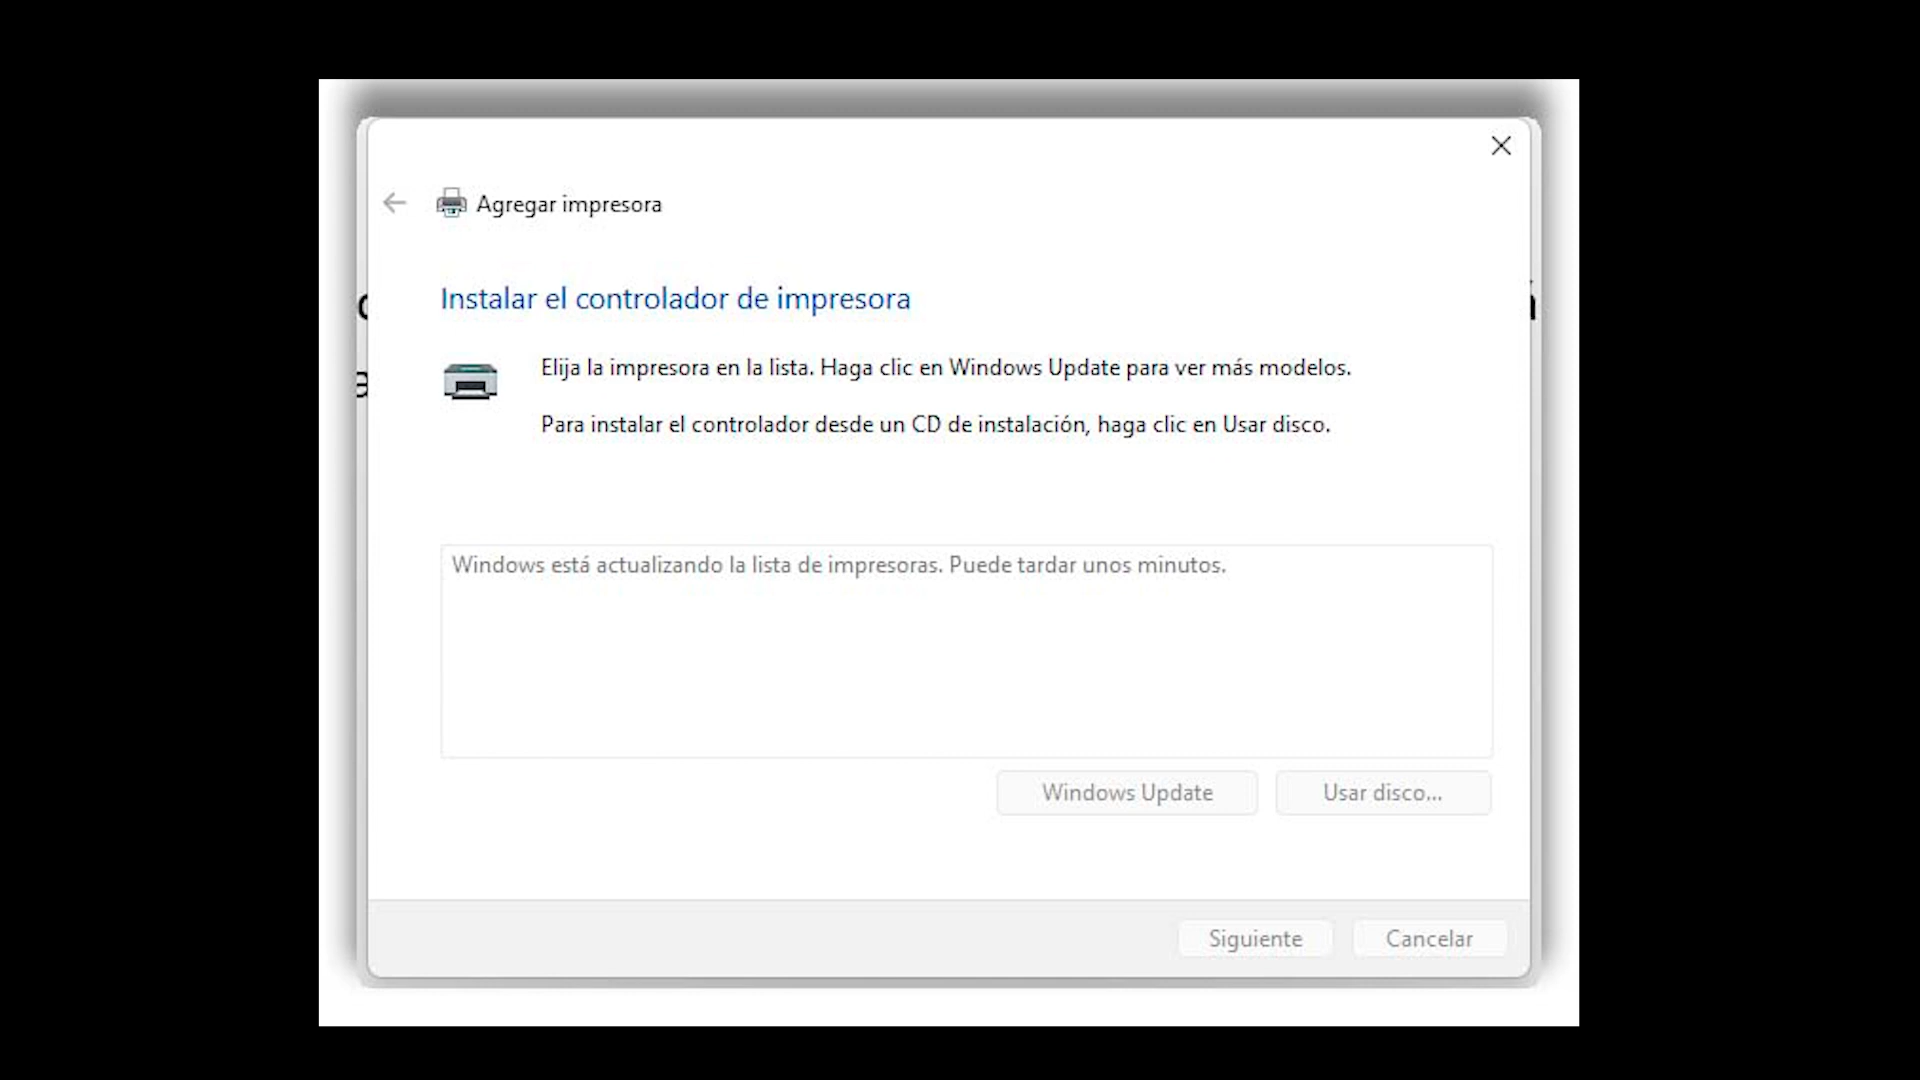 Agregar impresora
Instalar el controlador de impresora
Elija la impresora en la lista. Haga clic en Windows Update para ver más modelos.
Para instalar el controlador desde un CD de instalación, haga clic en Usar disco.
Windows está actualizando la lista de impresoras. Puede tardar unos minutos.
Windows Update Usar disco...
Siguiente Cancelar